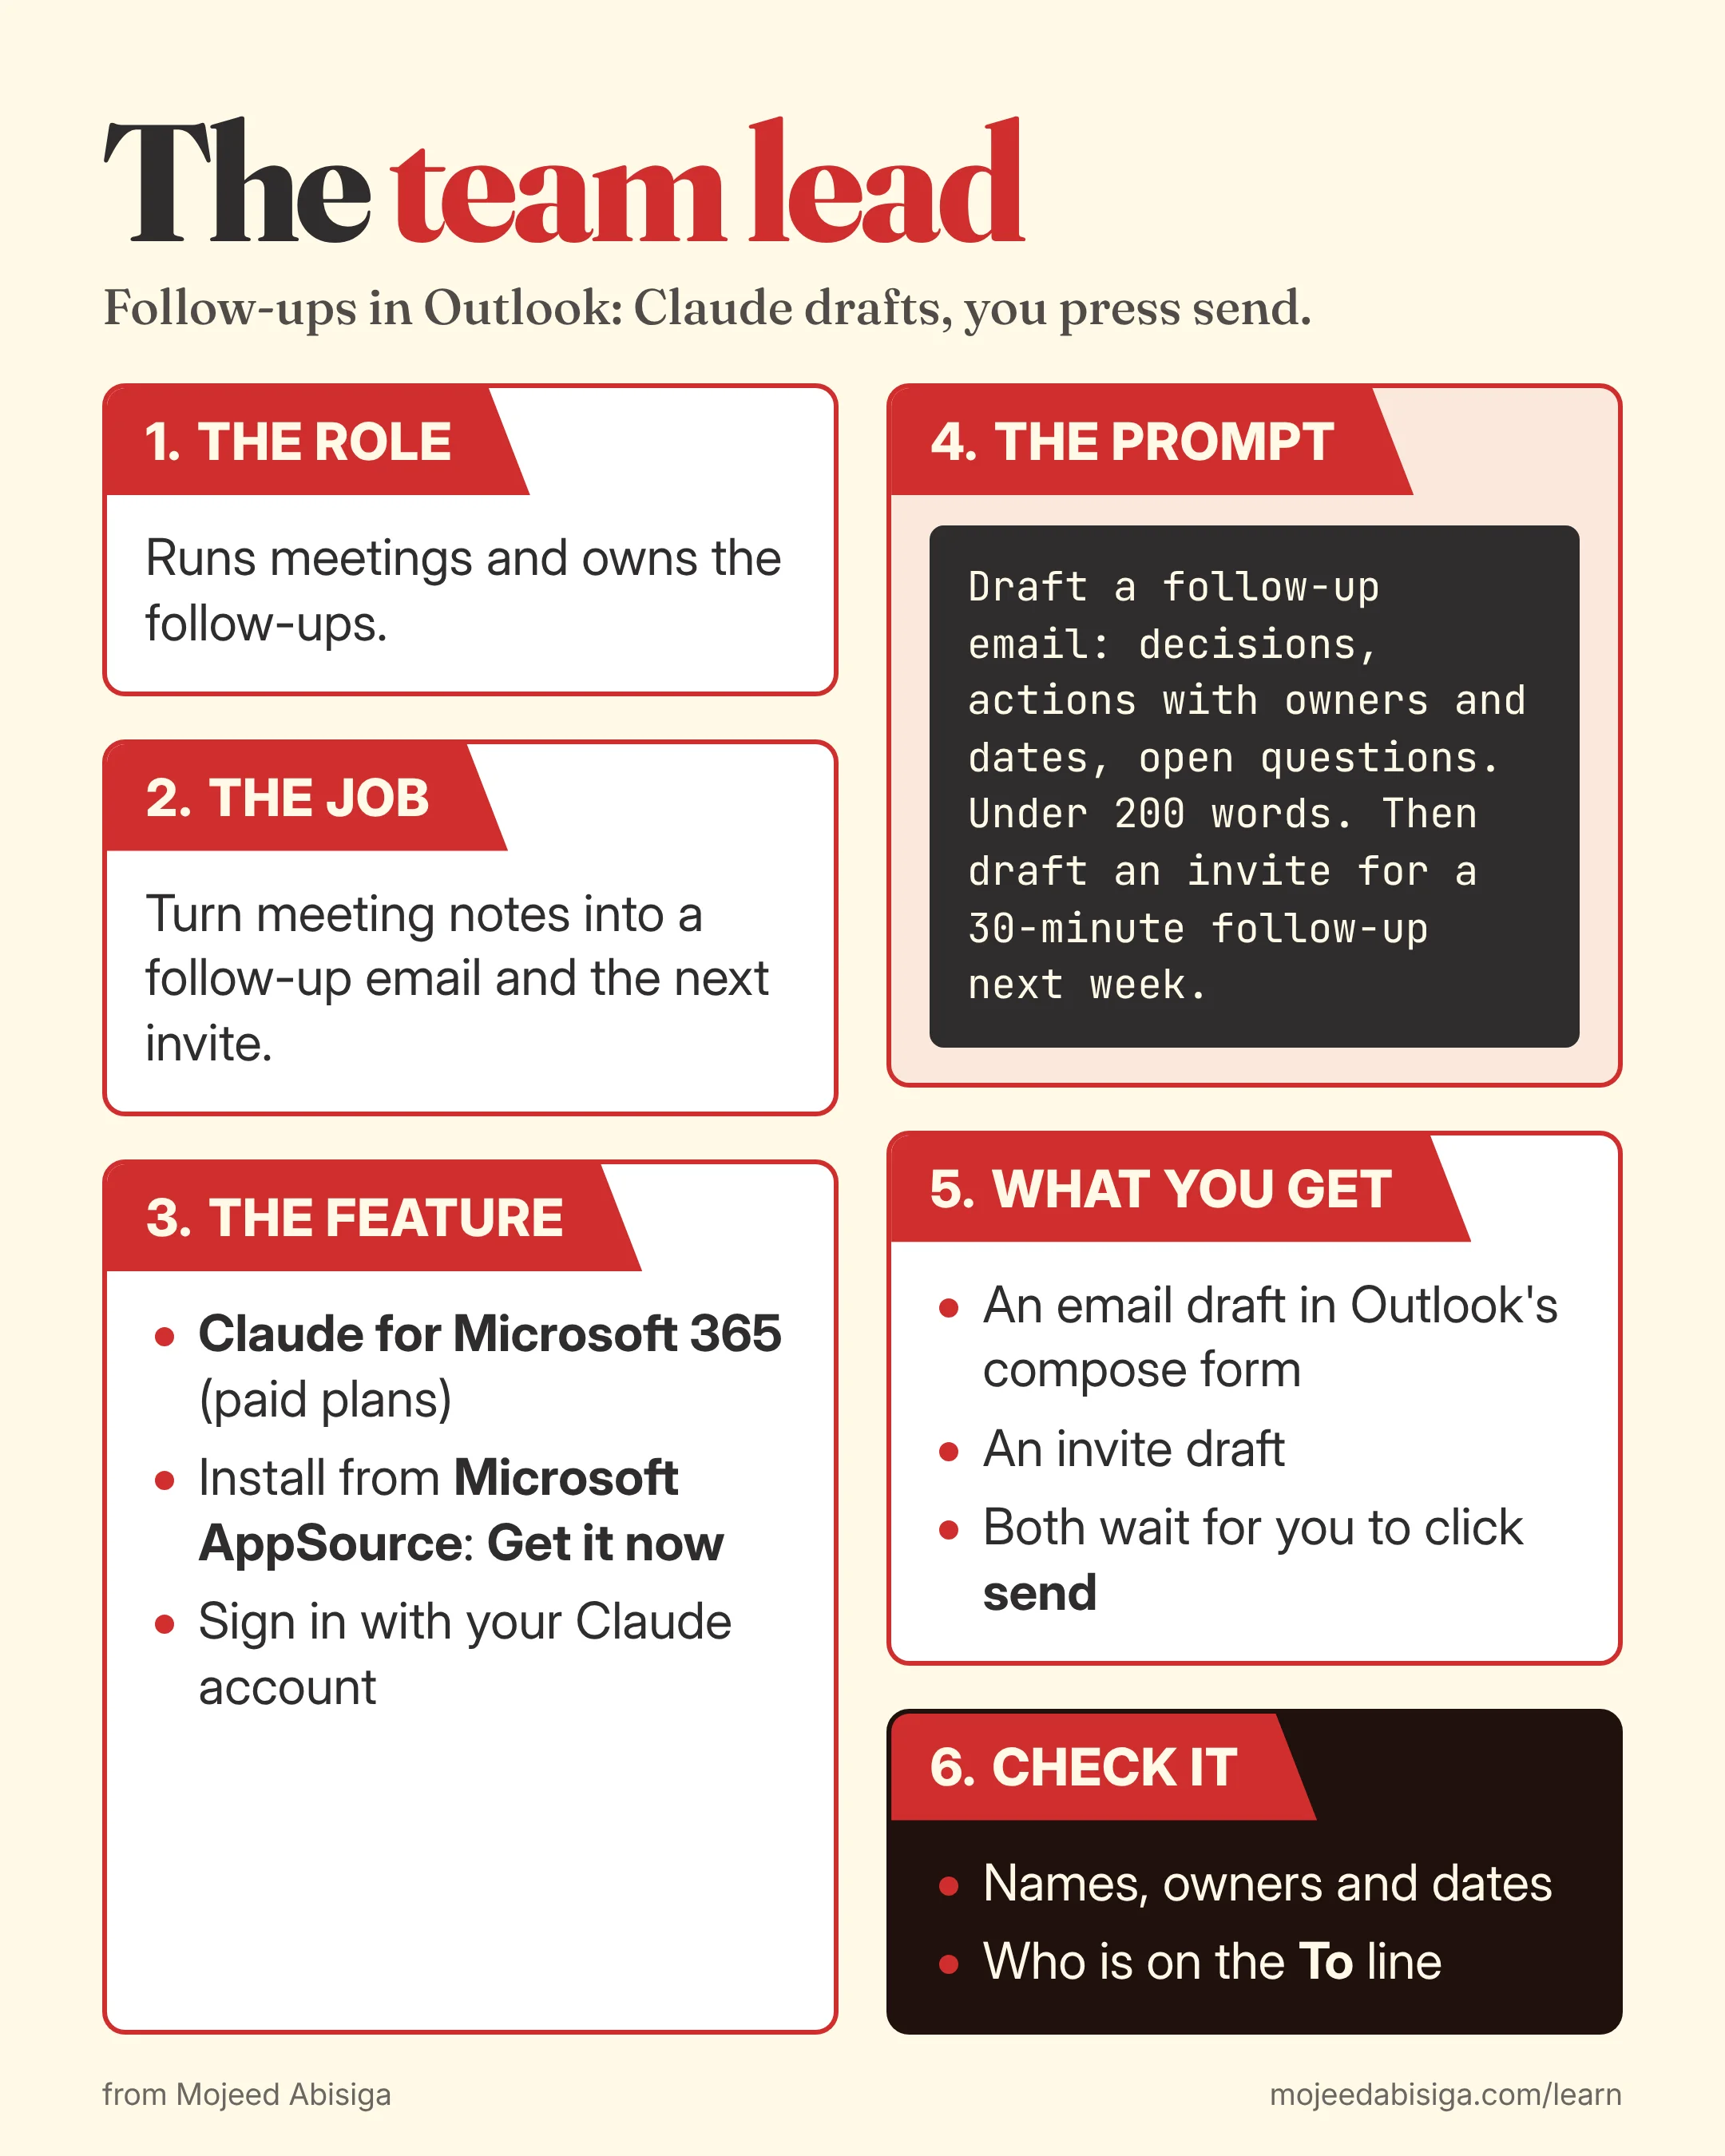 The team lead
Follow-ups in Outlook: Claude drafts, you press send.
1. THE ROLE
Runs meetings and owns the
follow-ups.
2. THE JOB
Turn meeting notes into a
follow-up email and the next
invite.
3. THE FEATURE
Claude for Microsoft 365
(paid plans)
Install from Microsoft
AppSource: Get it now
Sign in with your Claude
account
4. THE PROMPT
Draft a follow-up
email: decisions,
actions with owners and
dates, open questions.
Under 200 words. Then
draft an invite for a
30-minute follow-up
next week.
5. WHAT YOU GET
An email draft in Outlook's
compose form
An invite draft
Both wait for you to click
send
6. CHECK IT
Names, owners and dates
Who is on the To line
from Mojeed Abisiga
mojeedabisiga.com/learn